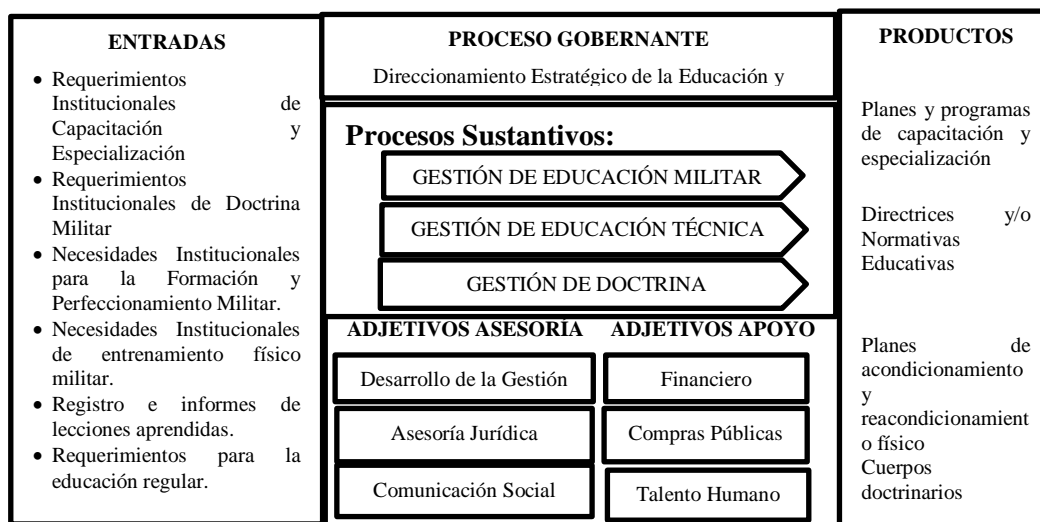 ENTRADAS
• Requerimientos
Institucionales de
Capacitación y
Especialización
• Requerimientos
Institucionales de Doctrina
Militar
• Necesidades Institucionales
para la Formación y
Perfeccionamiento Militar.
• Necesidades Institucionales
de entrenamiento físico
militar.
• Registro e informes de
lecciones aprendidas.
• Requerimientos para la
educación regular.
PROCESO GOBERNANTE
Direccionamiento Estratégico de la Educación y
Procesos Sustantivos:
GESTIÓN DE EDUCACIÓN MILITAR
GESTIÓN DE EDUCACIÓN TÉCNICA
GESTIÓN DE DOCTRINA
ADJETIVOS ASESORÍA
Desarrollo de la Gestión
Asesoría Jurídica
Comunicación Social
ADJETIVOS APOYO
Financiero
Compras Públicas
Talento Humano
PRODUCTOS
Planes y programas
de capacitación y
especialización
Directrices y/o
Normativas
Educativas
Planes de
acondicionamiento
y
reacondicionamient
o físico
Cuerpos
doctrinarios